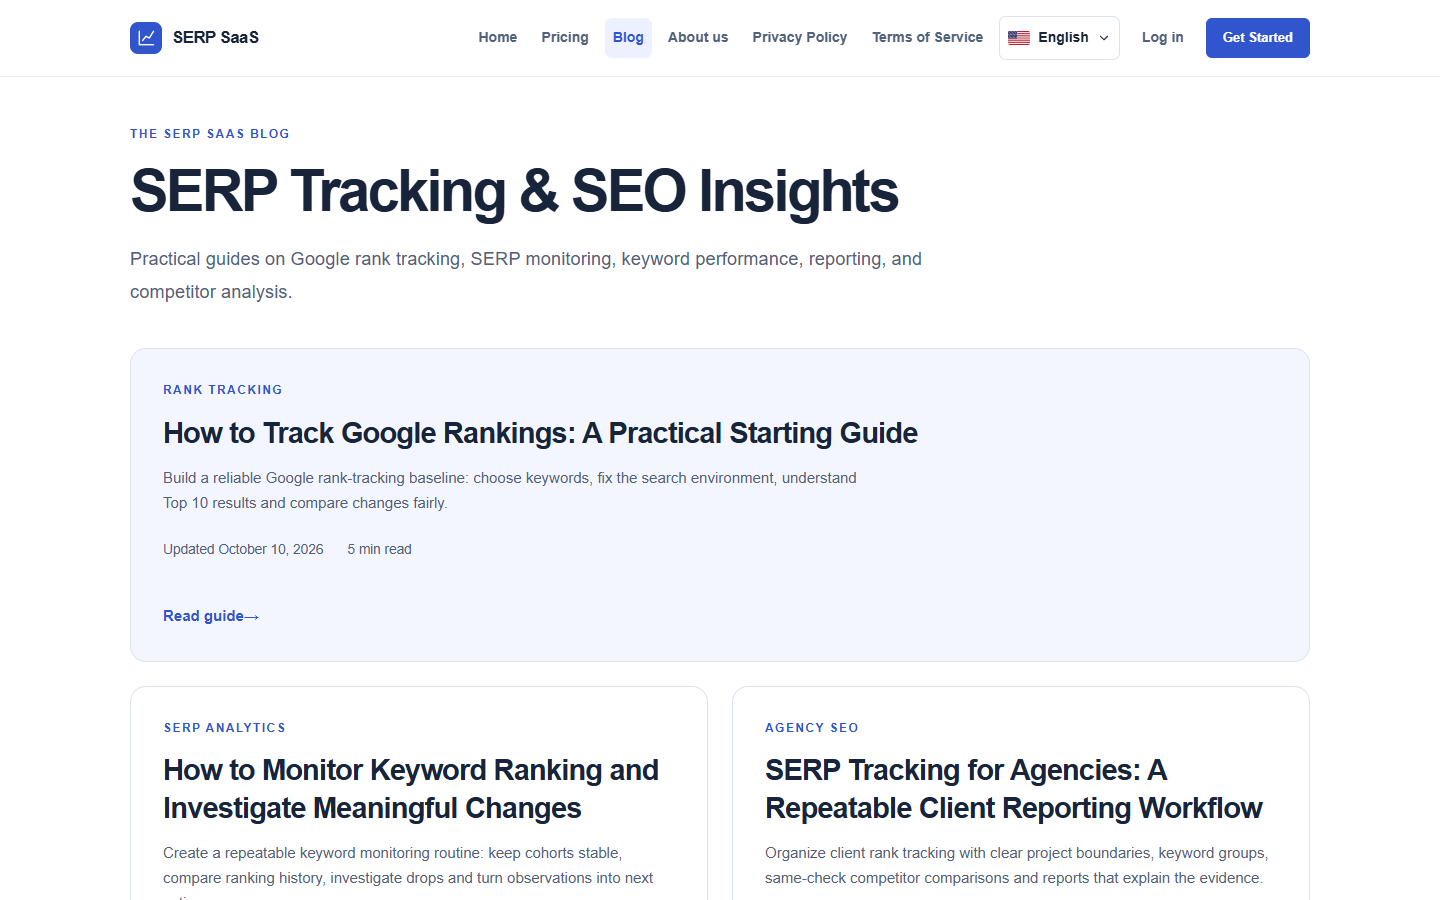 SERP SaaS
Home
Pricing
Blog
About us
Privacy Policy
Terms of Service
English
Log in
Get Started
THE SERP SAAS BLOG
SERP Tracking & SEO Insights
Practical guides on Google rank tracking, SERP monitoring, keyword performance, reporting, and
competitor analysis.
RANK TRACKING
How to Track Google Rankings: A Practical Starting Guide
Build a reliable Google rank-tracking baseline: choose keywords, fix the search environment, understand
Top 10 results and compare changes fairly.
Updated October 10, 2026
5 min read
Read guide→
SERP ANALYTICS
How to Monitor Keyword Ranking and
Investigate Meaningful Changes
Create a repeatable keyword monitoring routine: keep cohorts stable,
compare ranking history, investigate drops and turn observations into next
AGENCY SEO
SERP Tracking for Agencies: A
Repeatable Client Reporting Workflow
Organize client rank tracking with clear project boundaries, keyword groups,
same-check competitor comparisons and reports that explain the evidence.